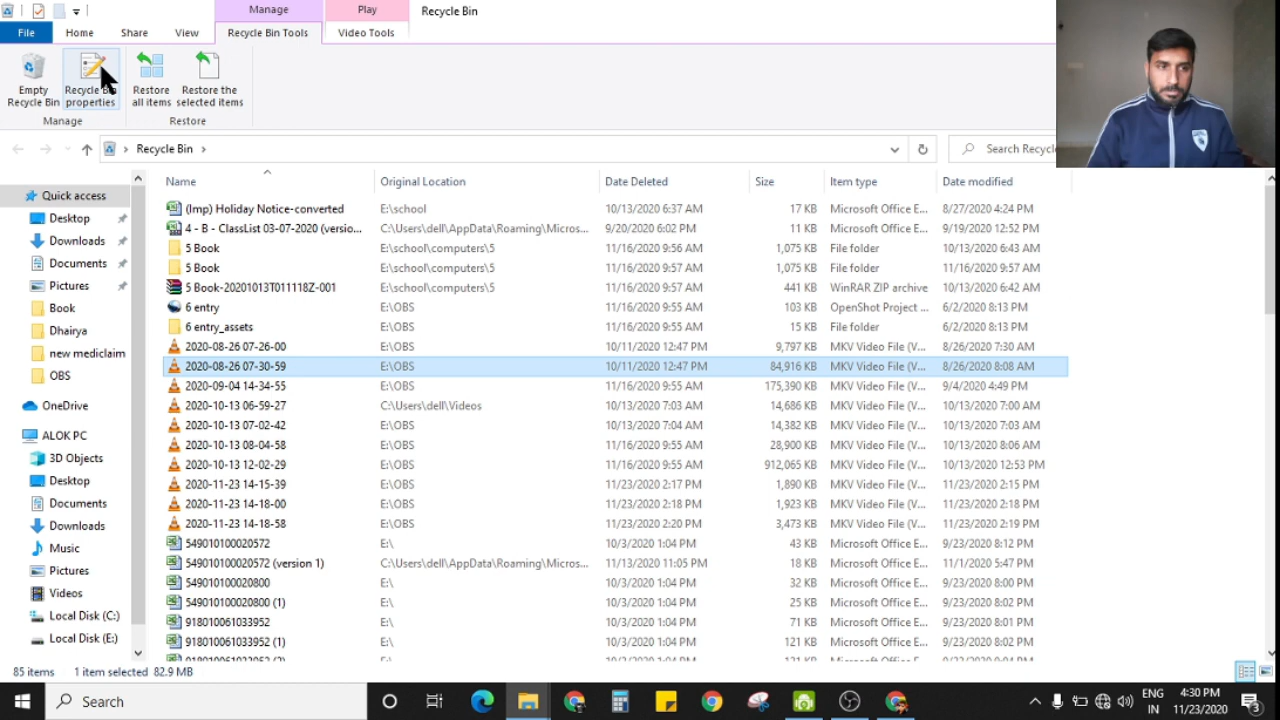 Manage Play Recycle Bin
File Home Share View Recycle Bin Tools Video Tools
Empty Recycle Bin
Recycle Bin properties
Restore all items
Restore the selected items
Manage Restore
Recycle Bin
Search Recyc
Name Original Location Date Deleted Size Item type Date modified
(Imp) Holiday Notice-converted E:\school 10/13/2020 6:37 AM 17 KB Microsoft Office E... 8/27/2020 4:24 PM
4 - B - ClassList 03-07-2020 (versio... C:\Users\dell\AppData\Roaming\Micros... 9/20/2020 6:02 PM 11 KB Microsoft Office E... 9/19/2020 12:52 PM
5 Book E:\school\computers\5 11/16/2020 9:56 AM 1,075 KB File folder 10/13/2020 6:43 AM
5 Book E:\school\computers\5 11/16/2020 9:57 AM 1,075 KB File folder 11/16/2020 9:57 AM
5 Book-20201013T011118Z-001 E:\school\computers\5 11/16/2020 9:57 AM 441 KB WinRAR ZIP archive 10/13/2020 6:42 AM
6 entry E:\OBS 11/16/2020 9:55 AM 103 KB OpenShot Project ... 6/2/2020 8:13 PM
6 entry_assets E:\OBS 11/16/2020 9:55 AM 15 KB File folder 6/2/2020 8:13 PM
2020-08-26 07-26-00 E:\OBS 10/11/2020 12:47 PM 9,797 KB MKV Video File (V... 8/26/2020 7:30 AM
2020-08-26 07-30-59 E:\OBS 10/11/2020 12:47 PM 84,916 KB MKV Video File (V... 8/26/2020 8:08 AM
2020-09-04 14-34-55 E:\OBS 11/16/2020 9:55 AM 175,390 KB MKV Video File (V... 9/4/2020 4:49 PM
2020-10-13 06-59-27 C:\Users\dell\Videos 10/13/2020 7:03 AM 14,686 KB MKV Video File (V... 10/13/2020 7:00 AM
2020-10-13 07-02-42 E:\OBS 10/13/2020 7:04 AM 14,382 KB MKV Video File (V... 10/13/2020 7:03 AM
2020-10-13 08-04-58 E:\OBS 11/16/2020 9:55 AM 28,900 KB MKV Video File (V... 10/13/2020 8:06 AM
2020-10-13 12-02-29 E:\OBS 11/16/2020 9:55 AM 912,065 KB MKV Video File (V... 10/13/2020 12:53 PM
2020-11-23 14-15-39 E:\OBS 11/23/2020 2:17 PM 1,890 KB MKV Video File (V... 11/23/2020 2:15 PM
2020-11-23 14-18-00 E:\OBS 11/23/2020 2:18 PM 1,923 KB MKV Video File (V... 11/23/2020 2:18 PM
2020-11-23 14-18-58 E:\OBS 11/23/2020 2:20 PM 3,473 KB MKV Video File (V... 11/23/2020 2:19 PM
549010100020572 E:\ 10/3/2020 1:04 PM 43 KB Microsoft Office E... 9/23/2020 8:12 PM
549010100020572 (version 1) C:\Users\dell\AppData\Roaming\Micros... 11/13/2020 11:05 PM 18 KB Microsoft Office E... 11/1/2020 5:47 PM
549010100020800 E:\ 10/3/2020 1:04 PM 32 KB Microsoft Office E... 9/23/2020 8:00 PM
549010100020800 (1) E:\ 10/3/2020 1:04 PM 25 KB Microsoft Office E... 9/23/2020 8:02 PM
918010061033952 E:\ 10/3/2020 1:04 PM 71 KB Microsoft Office E... 9/23/2020 8:01 PM
918010061033952 (1) E:\ 10/3/2020 1:04 PM 121 KB Microsoft Office E... 9/23/2020 8:02 PM
Quick access
Desktop
Downloads
Documents
Pictures
Book
Dhairya
new mediclaim
OBS
OneDrive
ALOK PC
3D Objects
Desktop
Documents
Downloads
Music
Pictures
Videos
Local Disk (C:)
Local Disk (E:)
85 items 1 item selected 82.9 MB
Search
ENG 4:30 PM
IN 11/23/2020 3